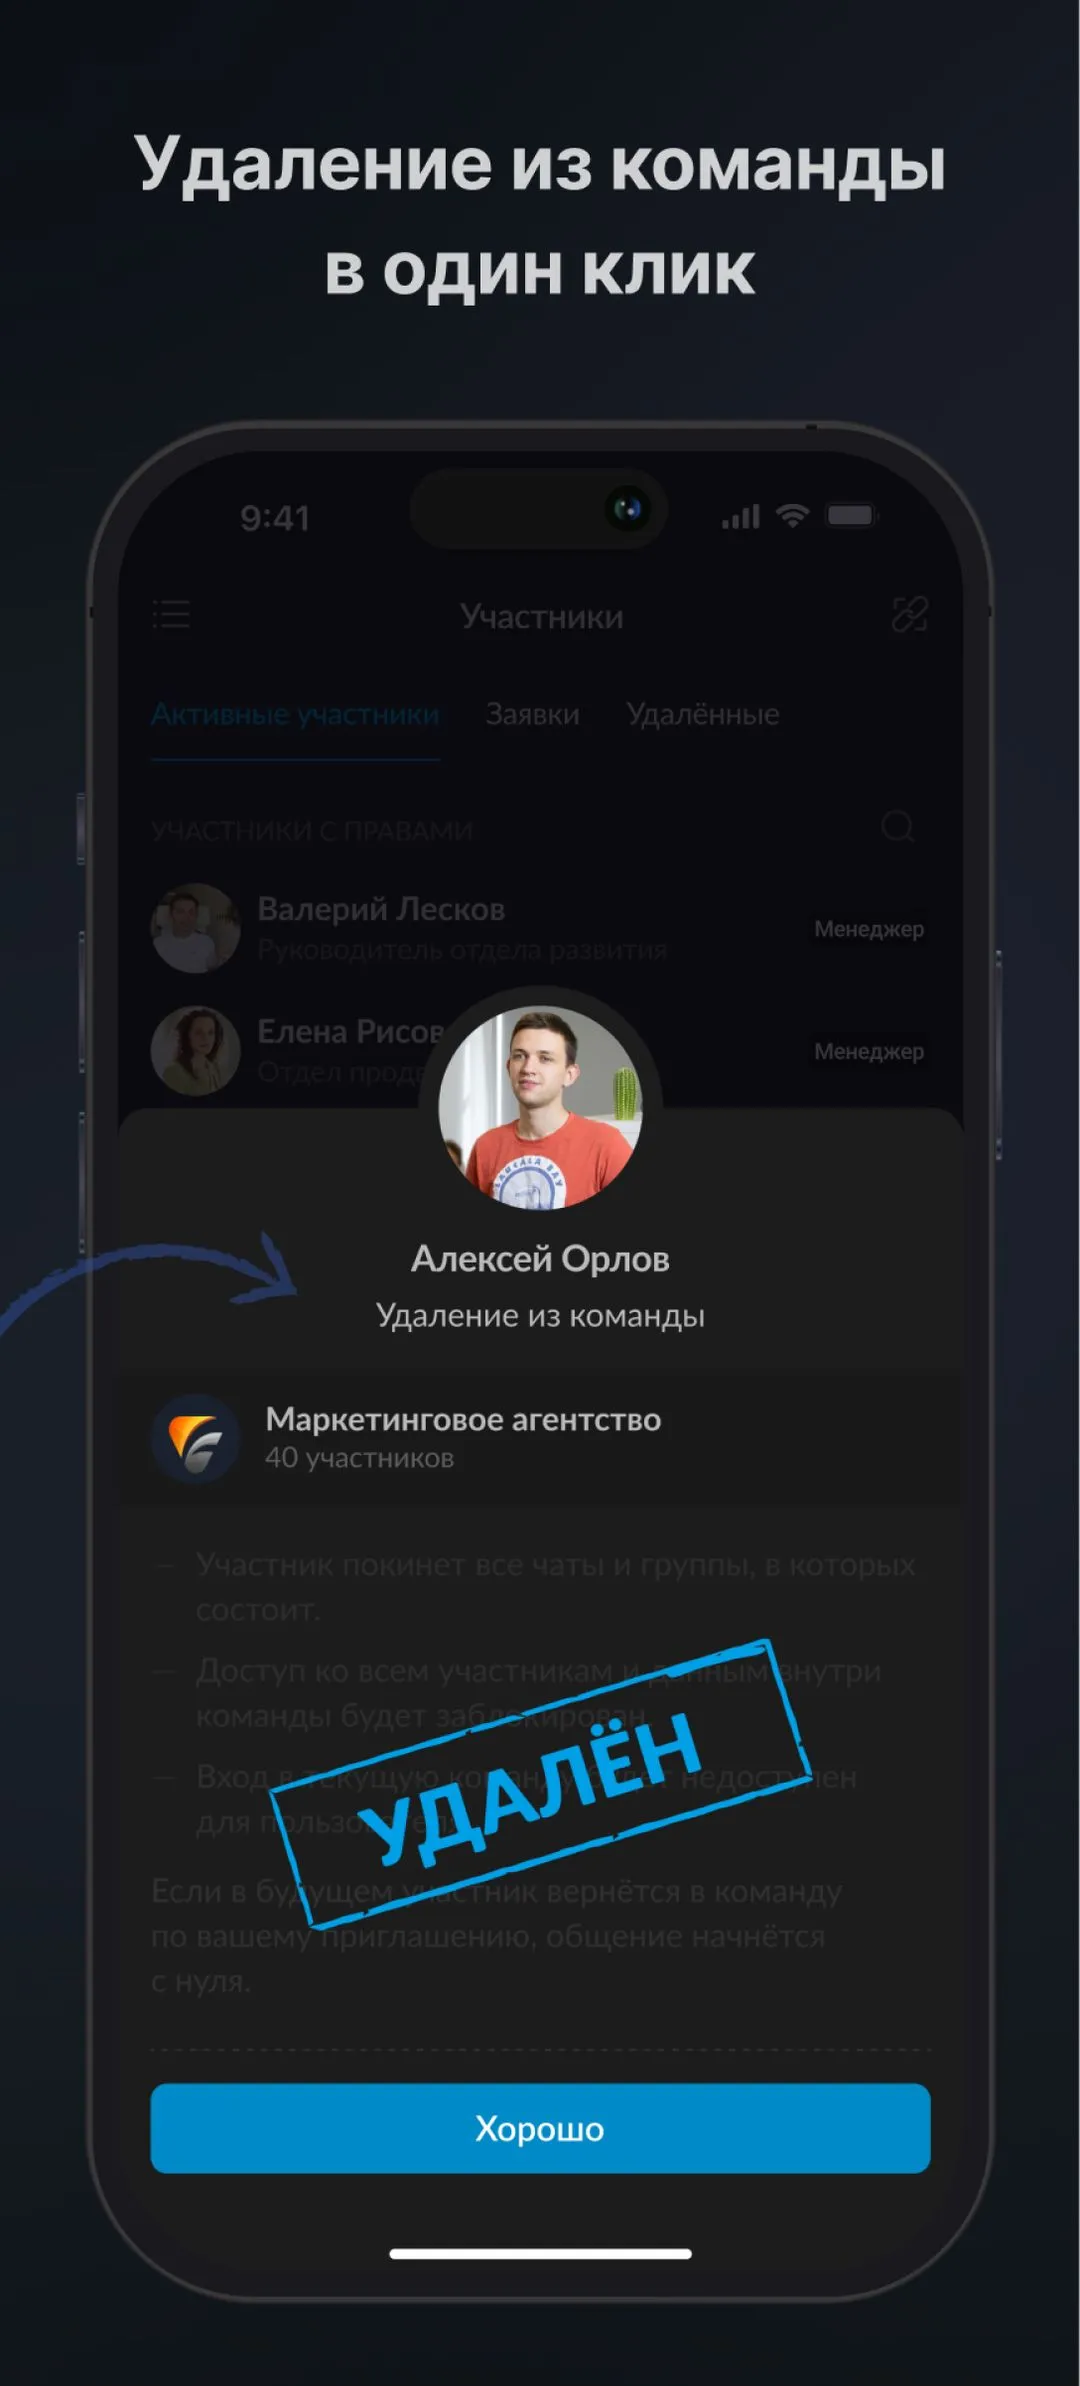 Удаление из команды
в один клик
9:41
Участники
Активные участники Заявки Удалённые
УЧАСТНИКИ С ПРАВАМИ
Валерий Лесков
Руководитель отдела развития
Менеджер
Елена Рисов
Отдел
Менеджер
Алексей Орлов
Удаление из команды
Маркетинговое агентство
40 участников
— Участник покинет все чаты и группы, в которых
состоит.
— Доступ ко всем участникам и данным внутри
команды будет заблокирован.
— Вход в текущую команду будет недоступен
для пользователя.
УДАЛЁН
Если в будущем участник вернётся в команду
по вашему приглашению, общение начнётся
с нуля.
Хорошо